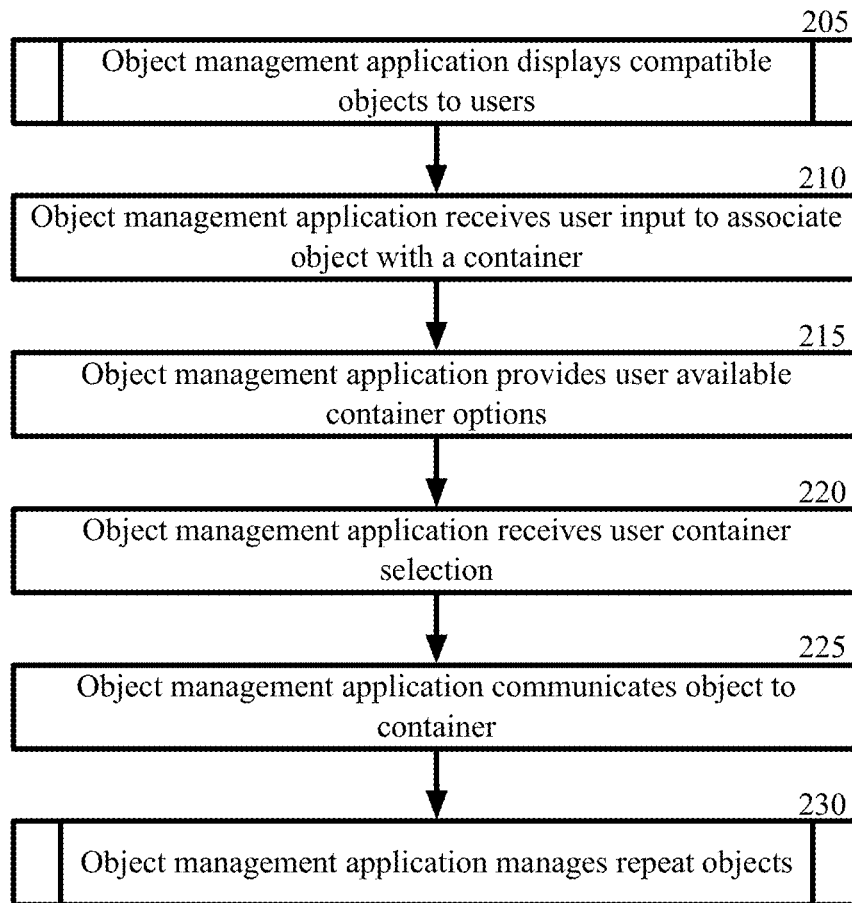 205
Object management application displays compatible
objects to users
210
Object management application receives user input to associate
object with a container
215
Object management application provides user available
container options
220
Object management application receives user container
selection
225
Object management application communicates object to
container
230
Object management application manages repeat objects